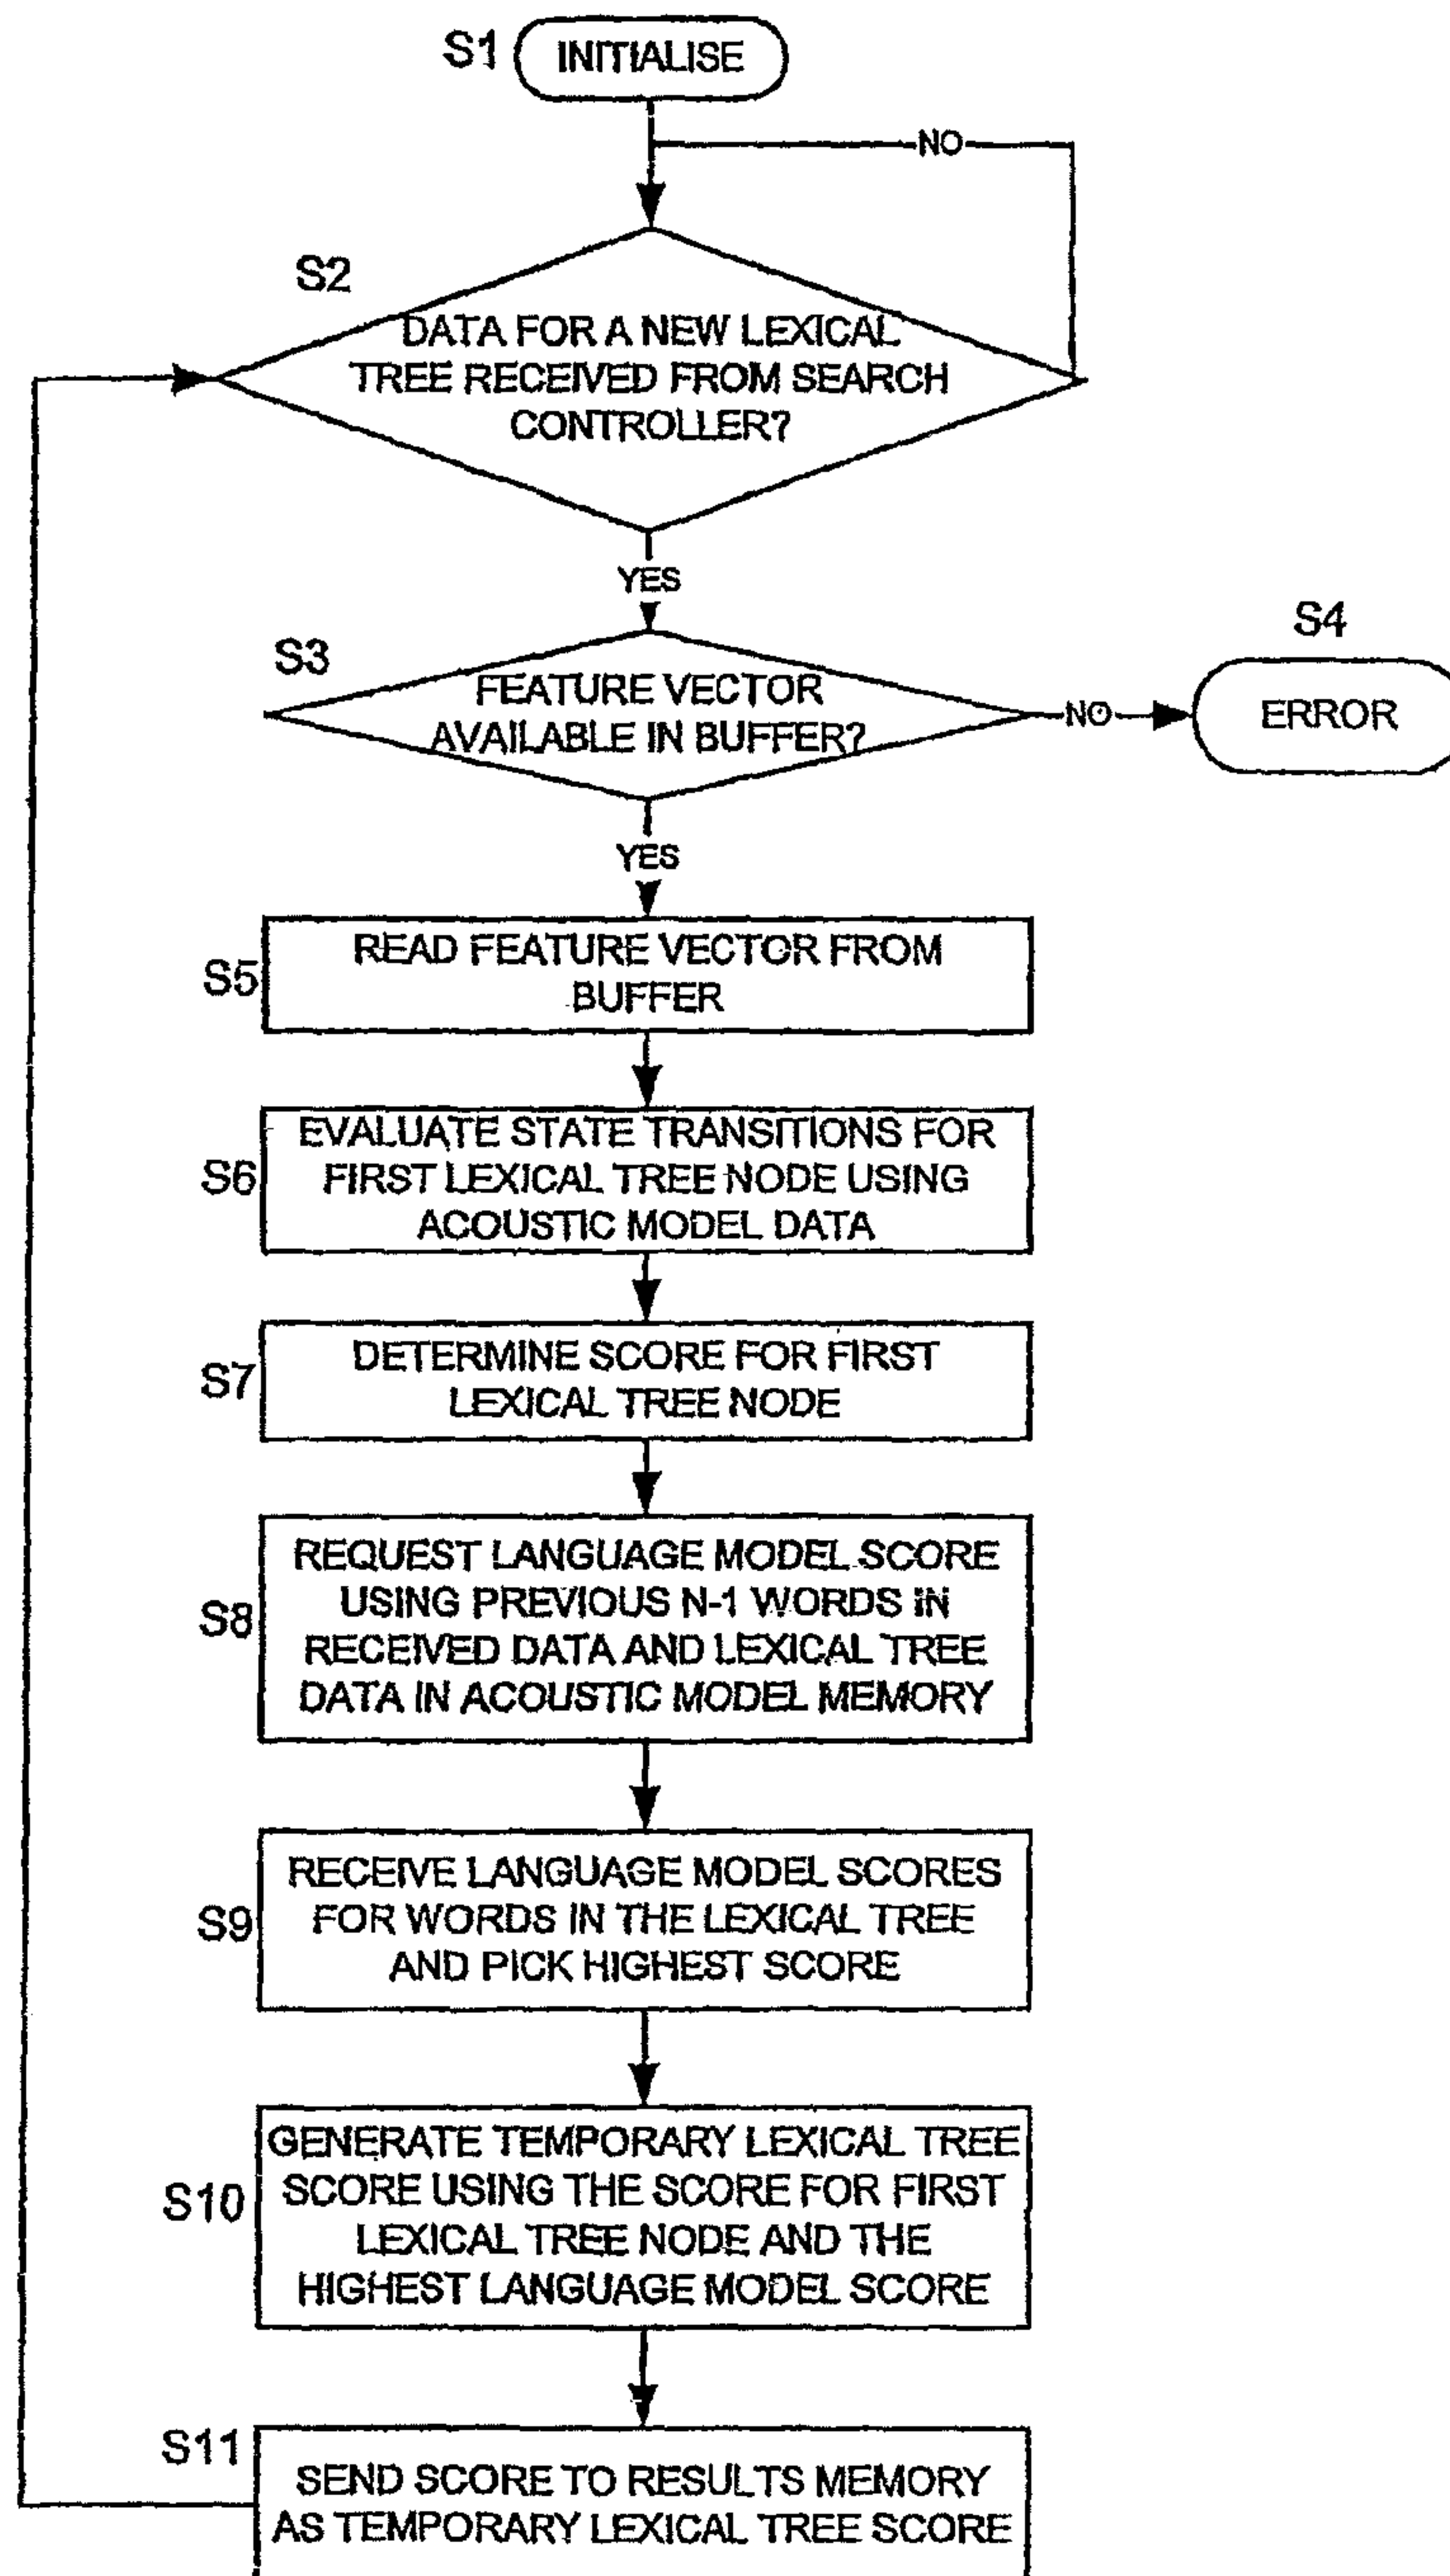 S1
INITIALISE
NO
S2
DATA FOR A NEW LEXICAL
TREE RECEIVED FROM SEARCH
CONTROLLER?
YES
S3
FEATURE VECTOR
AVAILABLE IN BUFFER?
NO
S4
ERROR
YES
S5
READ FEATURE VECTOR FROM
BUFFER
S6
EVALUATE STATE TRANSITIONS FOR
FIRST LEXICAL TREE NODE USING
ACOUSTIC MODEL DATA
S7
DETERMINE SCORE FOR FIRST
LEXICAL TREE NODE
S8
REQUEST LANGUAGE MODEL SCORE
USING PREVIOUS N-1 WORDS IN
RECEIVED DATA AND LEXICAL TREE
DATA IN ACOUSTIC MODEL MEMORY
S9
RECEIVE LANGUAGE MODEL SCORES
FOR WORDS IN THE LEXICAL TREE
AND PICK HIGHEST SCORE
S10
GENERATE TEMPORARY LEXICAL TREE
SCORE USING THE SCORE FOR FIRST
LEXICAL TREE NODE AND THE
HIGHEST LANGUAGE MODEL SCORE
S11
SEND SCORE TO RESULTS MEMORY
AS TEMPORARY LEXICAL TREE SCORE